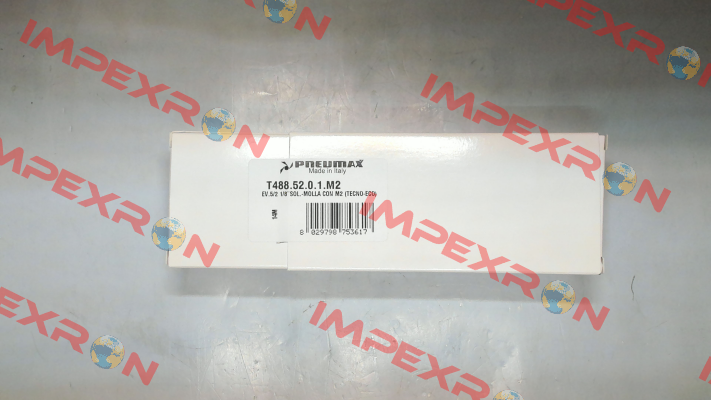 PNEUMAX
Made in Italy
T488.52.0.1.M2
EV.5/2 1/8"SOL.-MOLLA CON M2 (TECNO-ECO)
8 029798 753617
IMPEXRON
IMPEXRON
IMPEXRON
IMPEXRON
IMPEXRON
IMPEXRON
IMPEXRON